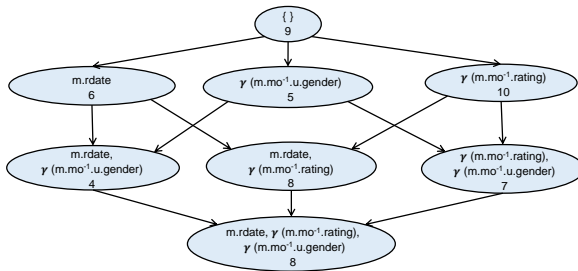 { }
9
m.rdate
6
γ (m.mo⁻¹.u.gender)
5
γ (m.mo⁻¹.rating)
10
m.rdate,
γ (m.mo⁻¹.u.gender)
4
m.rdate,
γ (m.mo⁻¹.rating)
8
γ (m.mo⁻¹.rating),
γ (m.mo⁻¹.u.gender)
7
m.rdate, γ (m.mo⁻¹.rating),
γ (m.mo⁻¹.u.gender)
8